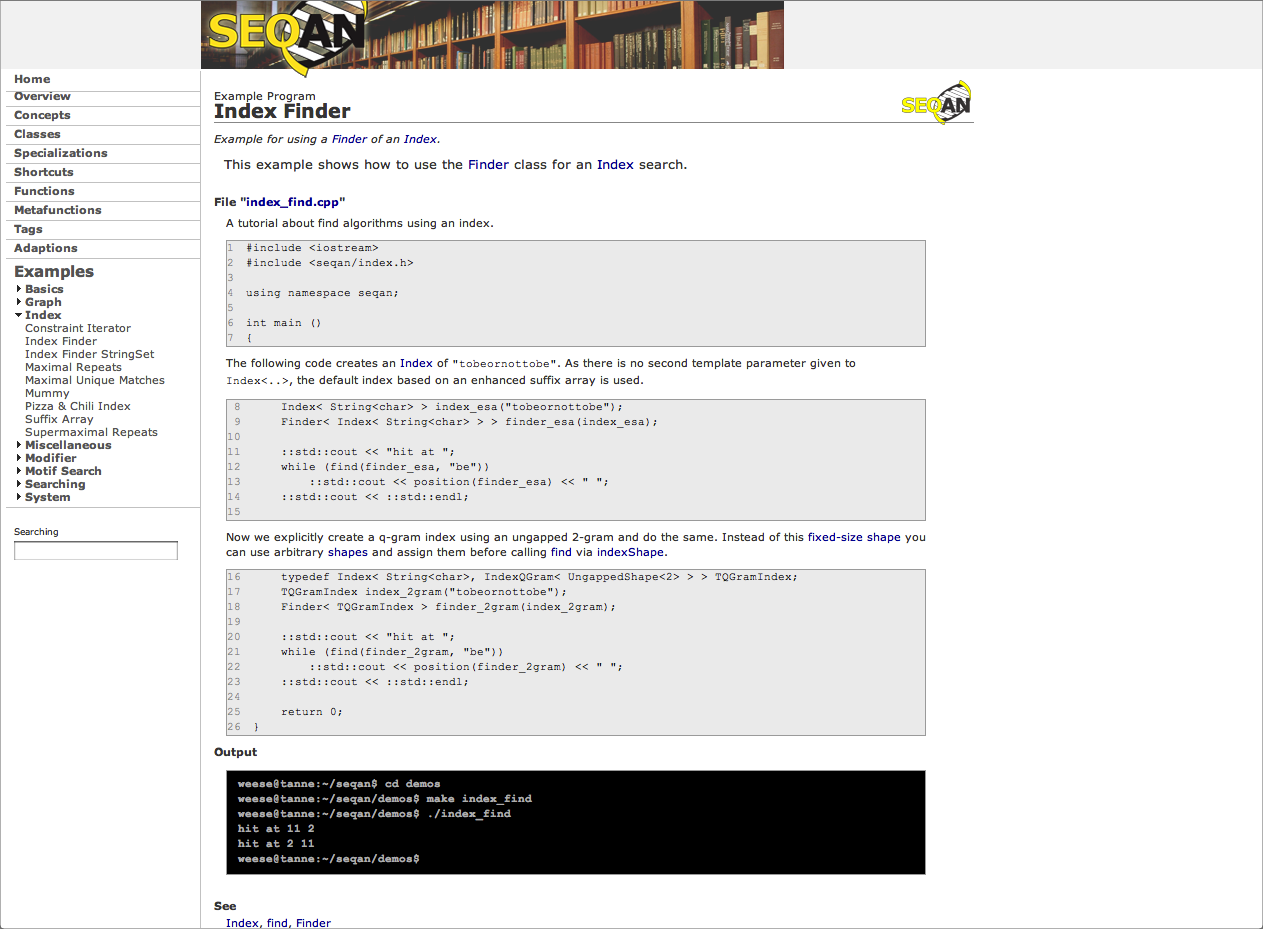 SEQAN
Home
Overview
Concepts
Classes
Specializations
Shortcuts
Functions
Metafunctions
Tags
Adaptions
Examples
Basics
Graph
Index
Constraint Iterator
Index Finder
Index Finder StringSet
Maximal Repeats
Maximal Unique Matches
Mummy
Pizza & Chili Index
Suffix Array
Supermaximal Repeats
Miscellaneous
Modifier
Motif Search
Searching
System
Searching
Example Program
Index Finder
SEQAN
Example for using a Finder of an Index.
This example shows how to use the Finder class for an Index search.
File "index_find.cpp"
A tutorial about find algorithms using an index.
1 #include <iostream>
2 #include <seqan/index.h>
3
4 using namespace seqan;
5
6 int main ()
7 {
The following code creates an Index of "tobeornottobe". As there is no second template parameter given to
Index<..>, the default index based on an enhanced suffix array is used.
8     Index< String<char> > index_esa("tobeornottobe");
9     Finder< Index< String<char> > > finder_esa(index_esa);
10
11     ::std::cout << "hit at ";
12     while (find(finder_esa, "be"))
13         ::std::cout << position(finder_esa) << " ";
14     ::std::cout << ::std::endl;
15
Now we explicitly create a q-gram index using an ungapped 2-gram and do the same. Instead of this fixed-size shape you
can use arbitrary shapes and assign them before calling find via indexShape.
16     typedef Index< String<char>, IndexQGram< UngappedShape<2> > > TQGramIndex;
17     TQGramIndex index_2gram("tobeornottobe");
18     Finder< TQGramIndex > finder_2gram(index_2gram);
19
20     ::std::cout << "hit at ";
21     while (find(finder_2gram, "be"))
22         ::std::cout << position(finder_2gram) << " ";
23     ::std::cout << ::std::endl;
24
25     return 0;
26 }
Output
weese@tanne:~/seqan$ cd demos
weese@tanne:~/seqan/demos$ make index_find
weese@tanne:~/seqan/demos$ ./index_find
hit at 11 2
hit at 2 11
weese@tanne:~/seqan/demos$
See
Index, find, Finder